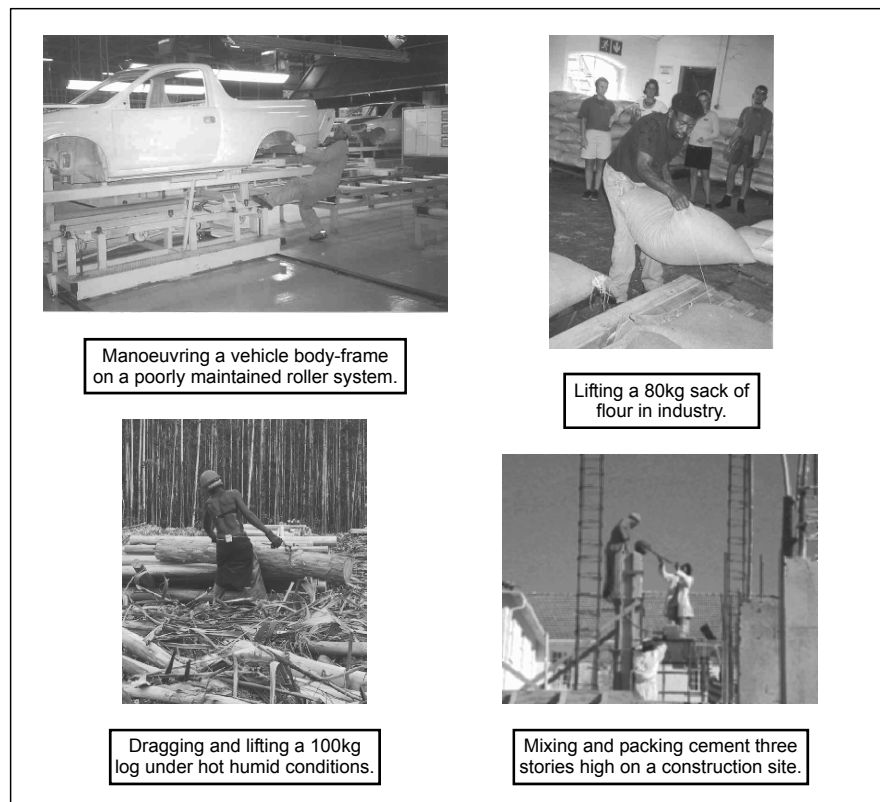 Manoeuvring a vehicle body-frame
on a poorly maintained roller system.
Lifting a 80kg sack of
flour in industry.
Dragging and lifting a 100kg
log under hot humid conditions.
Mixing and packing cement three
stories high on a construction site.